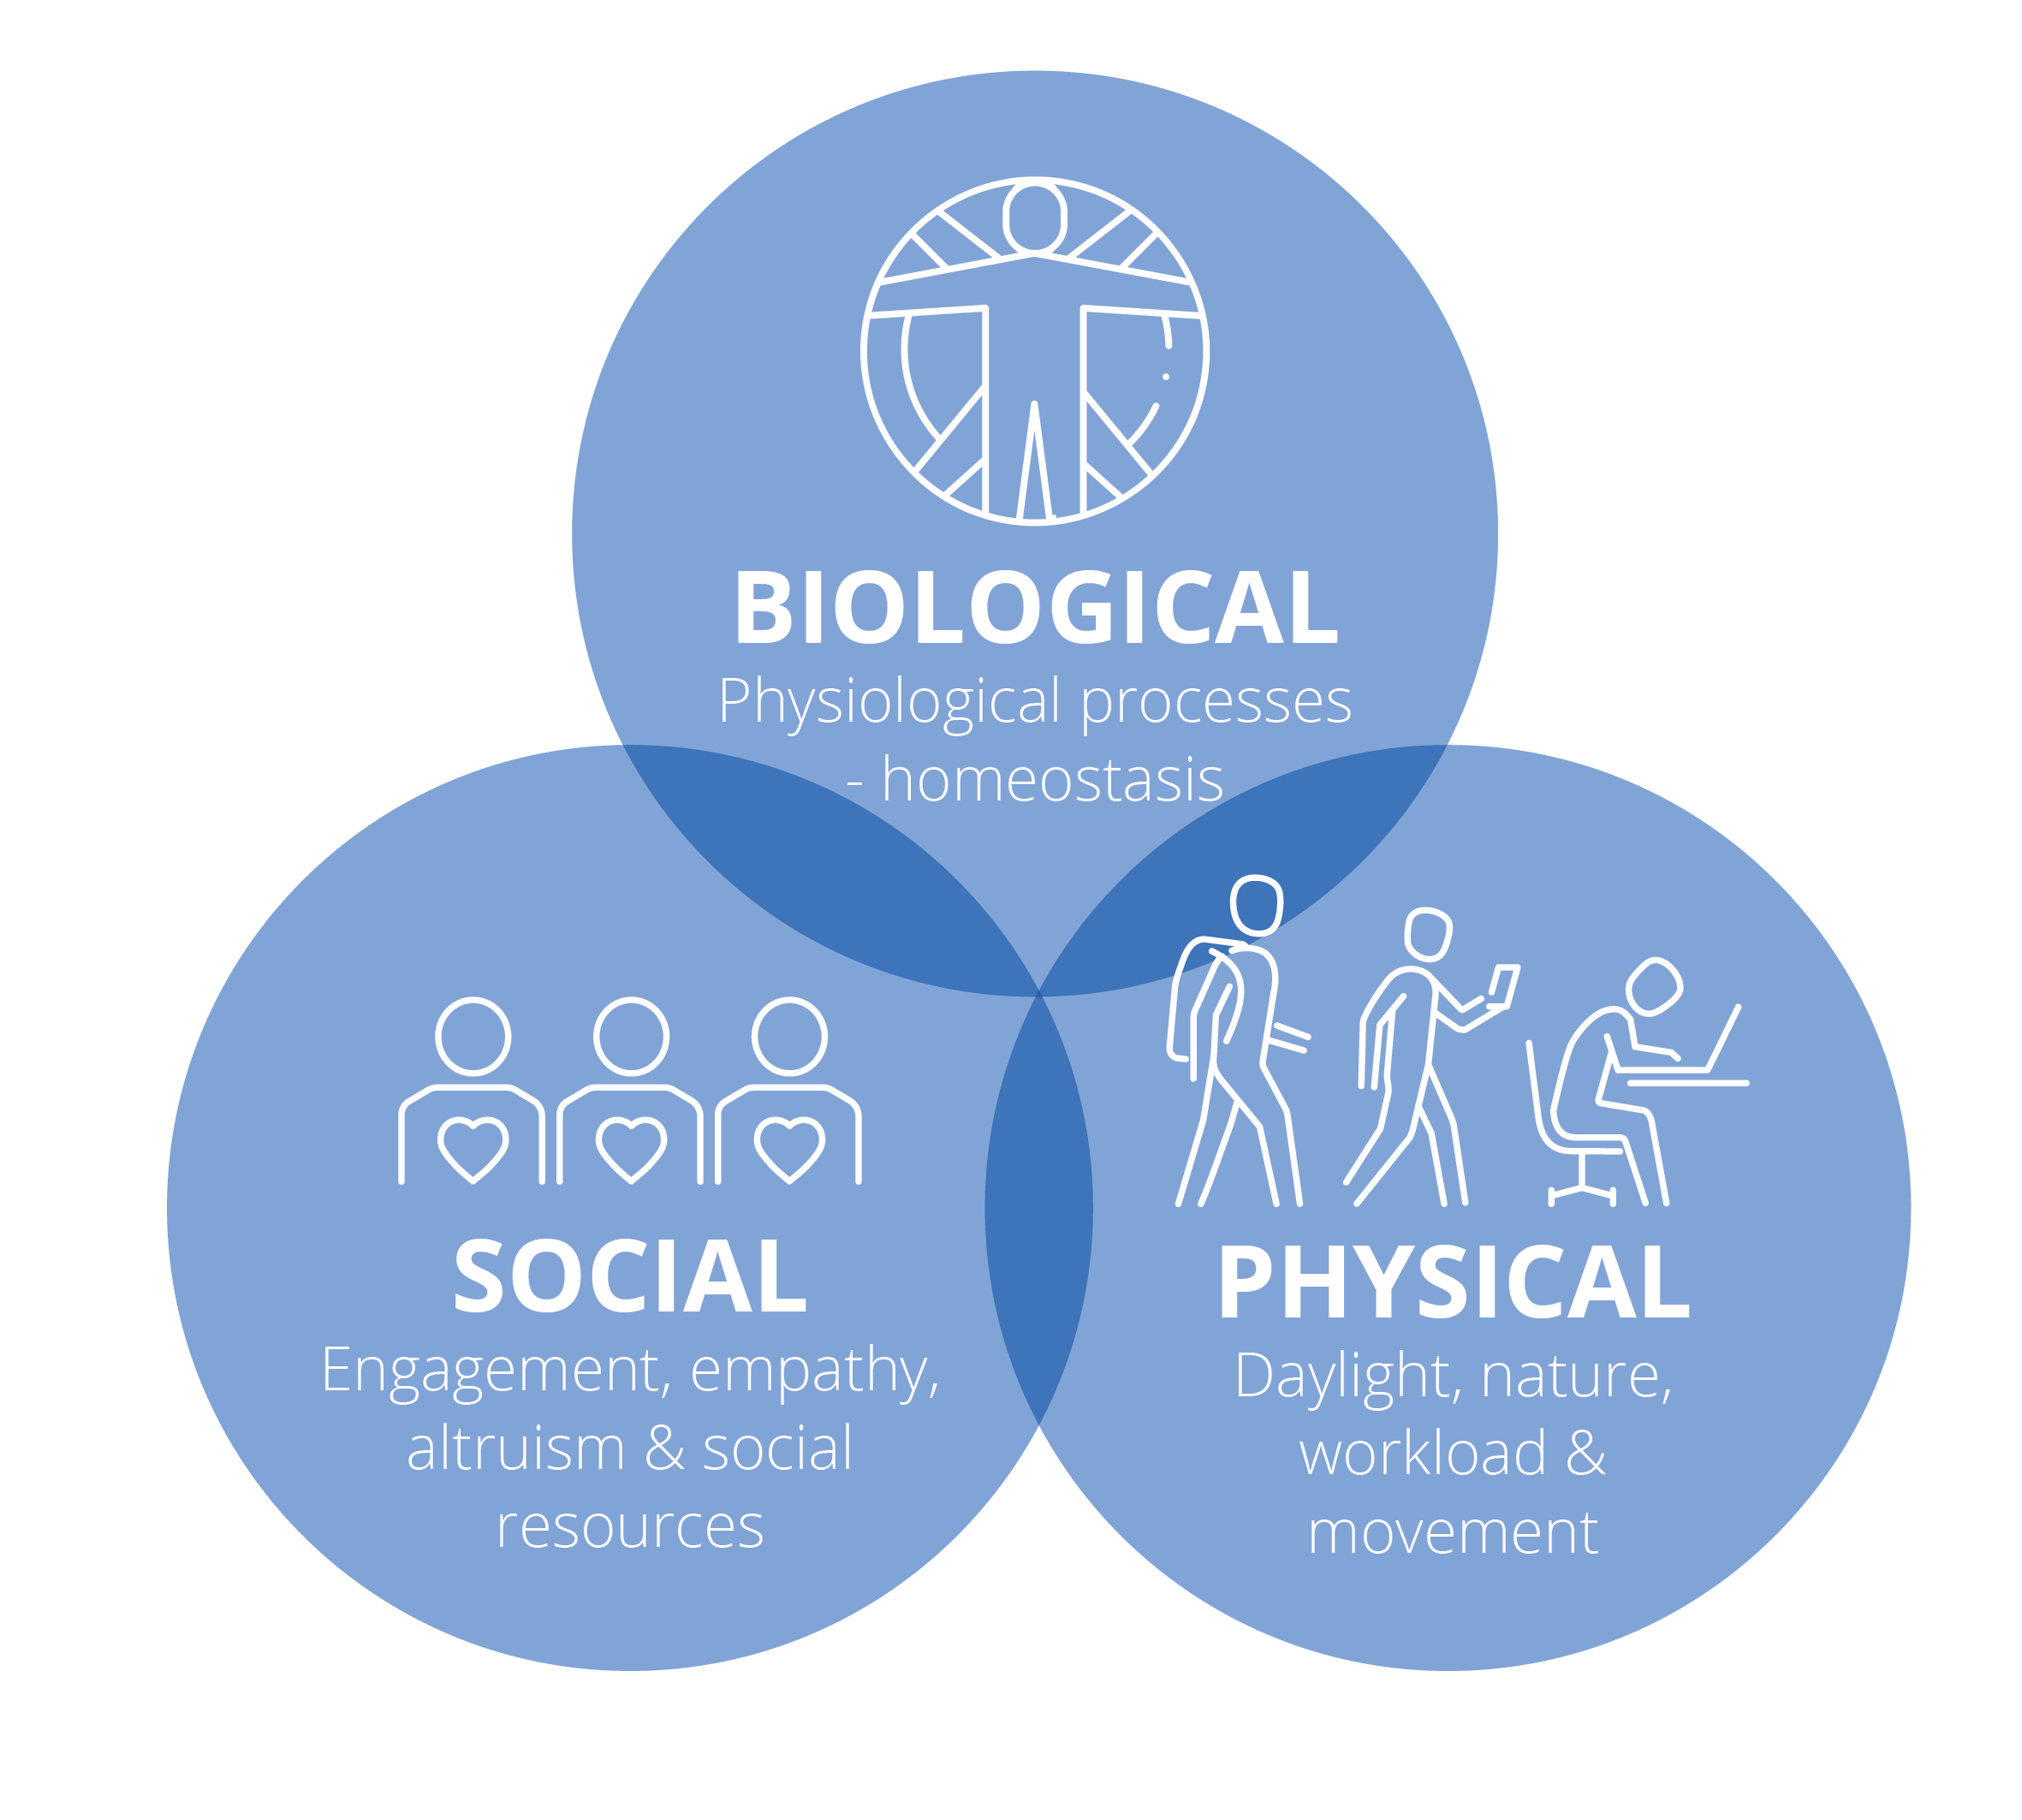 BIOLOGICAL
Physiological processes
- homeostasis
SOCIAL
Engagement, empathy,
altruism & social
resources
PHYSICAL
Daylight, nature,
workload &
movement